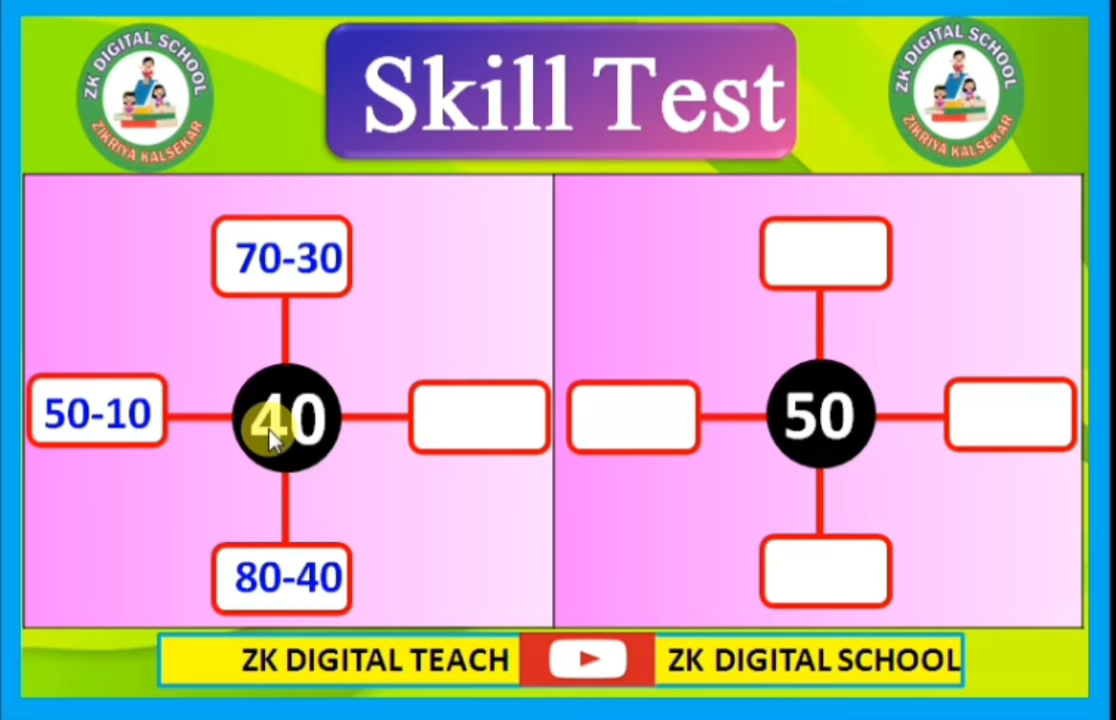 ZK DIGITAL SCHOOL
ZIKRIYA KALSEKAR
Skill Test
ZK DIGITAL SCHOOL
ZIKRIYA KALSEKAR
70-30
50-10
40
80-40
50
ZK DIGITAL TEACH
ZK DIGITAL SCHOOL